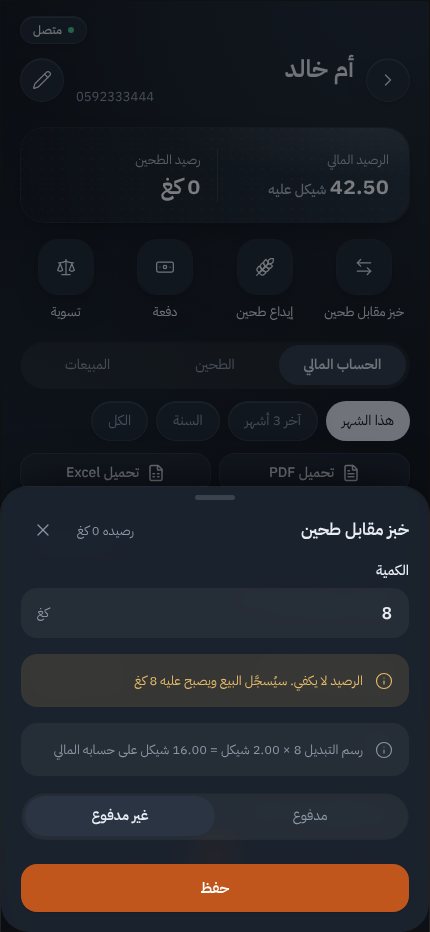 متصل
أم خالد
0592333444
الرصيد المالي
42.50 شيكل عليه
رصيد الطحين
0 كغ
خبز مقابل طحين
إيداع طحين
دفعة
تسوية
الحساب المالي
الطحين
المبيعات
هذا الشهر
آخر 3 أشهر
السنة
الكل
تحميل PDF
تحميل Excel
خبز مقابل طحين
رصيده 0 كغ
الكمية
8
كغ
الرصيد لا يكفي. سيُسجَّل البيع ويصبح عليه 8 كغ
رسم التبديل 8 × 2.00 شيكل = 16.00 شيكل على حسابه المالي
مدفوع
غير مدفوع
حفظ